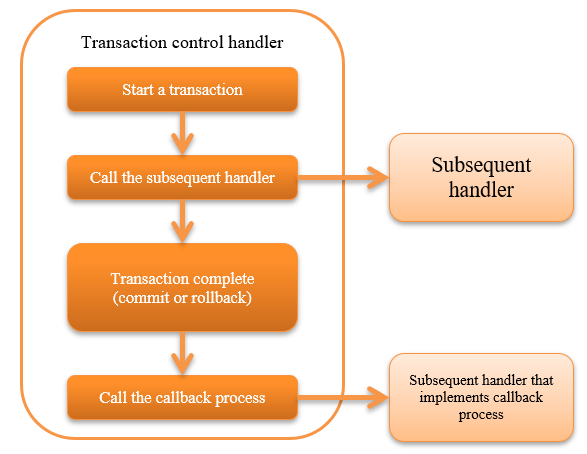 Transaction control handler
Start a transaction
Call the subsequent handler
Subsequent
handler
Transaction complete
(commit or rollback)
Call the callback process
Subsequent handler that
implements callback
process